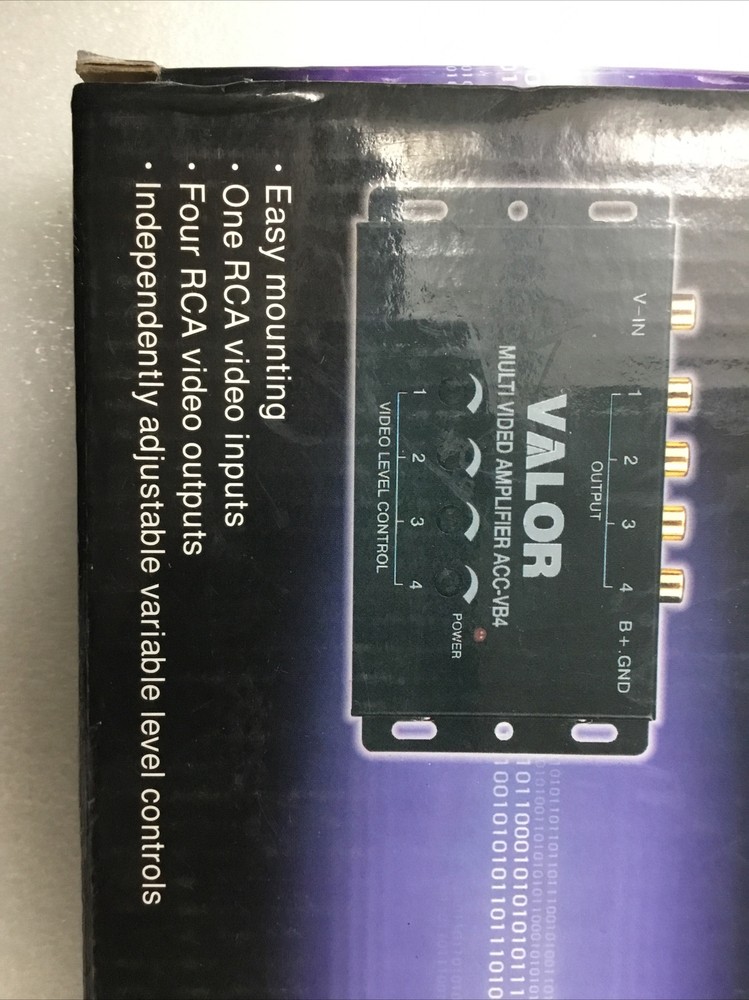 V-IN
1 2 3 4 B+.GND
OUTPUT
VALOR
MULTI VIDEO AMPLIFIER ACC-VB4
POWER
1 2 3 4
VIDEO LEVEL CONTROL
· Easy mounting
· One RCA video inputs
· Four RCA video outputs
· Independently adjustable variable level controls